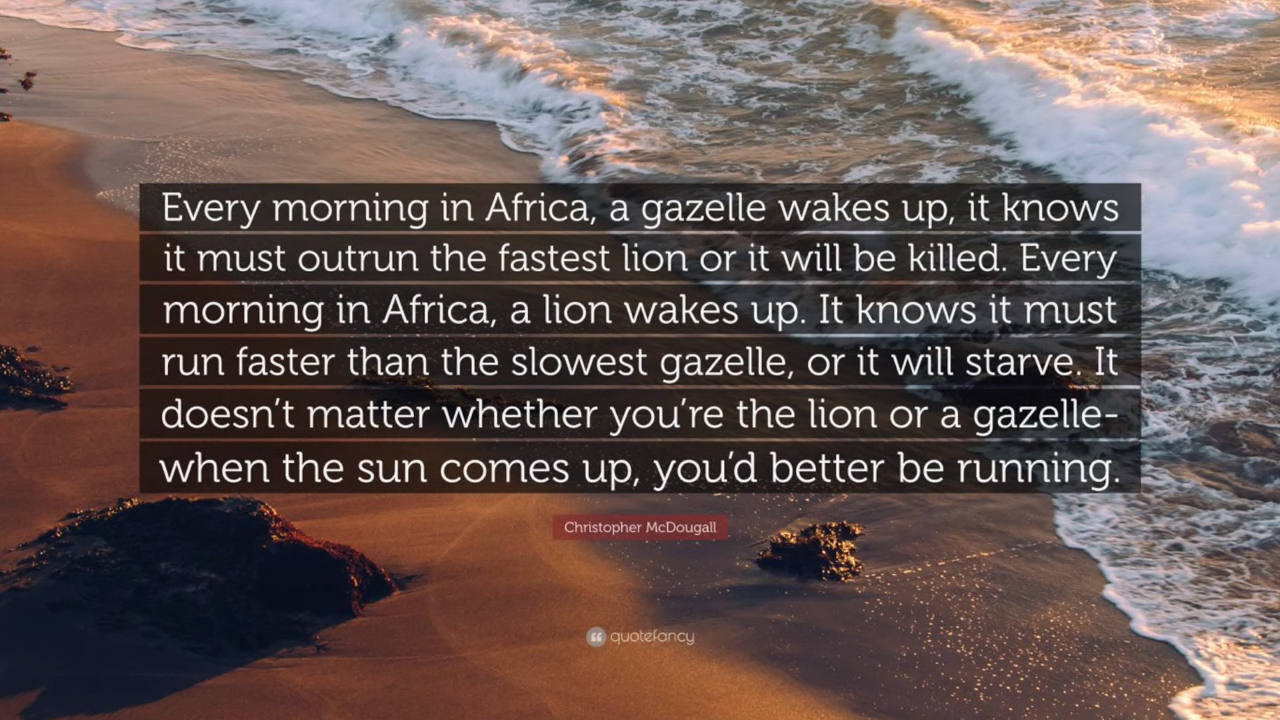 Every morning in Africa, a gazelle wakes up, it knows
it must outrun the fastest lion or it will be killed. Every
morning in Africa, a lion wakes up. It knows it must
run faster than the slowest gazelle, or it will starve. It
doesn’t matter whether you’re the lion or a gazelle-
when the sun comes up, you’d better be running.
Christopher McDougall
quotefancy